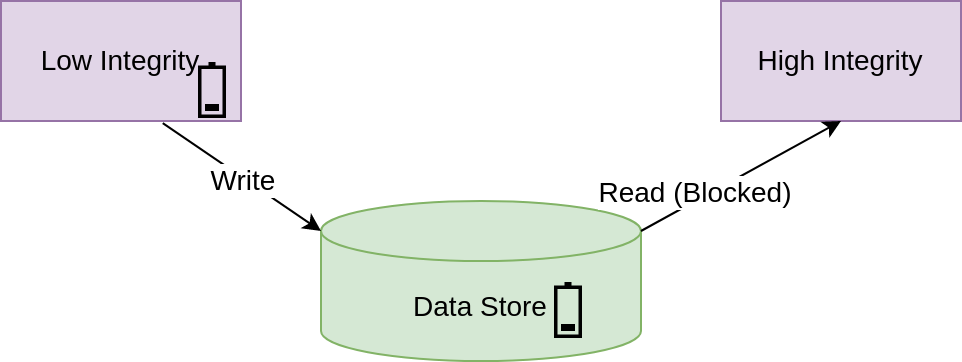 Low Integrity
High Integrity
Write
Read (Blocked)
Data Store